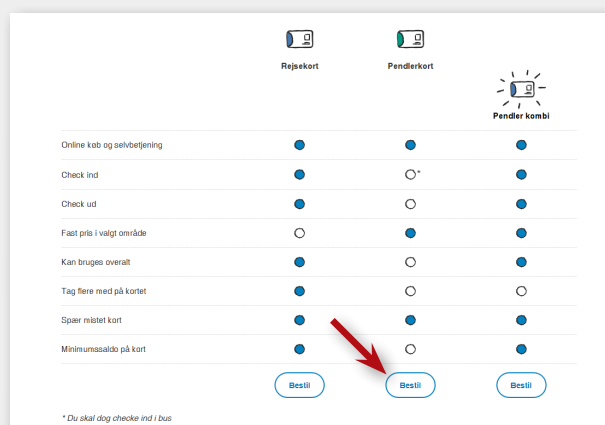 Rejsekort Pendlerkort
Pendler kombi
Online køb og selvbetjening
Check ind *
Check ud
Fast pris i valgt område
Kan bruges overalt
Tag flere med på kortet
Spær mistet kort
Minimumssaldo på kort
Bestil Bestil Bestil
* Du skal dog checke ind i bus